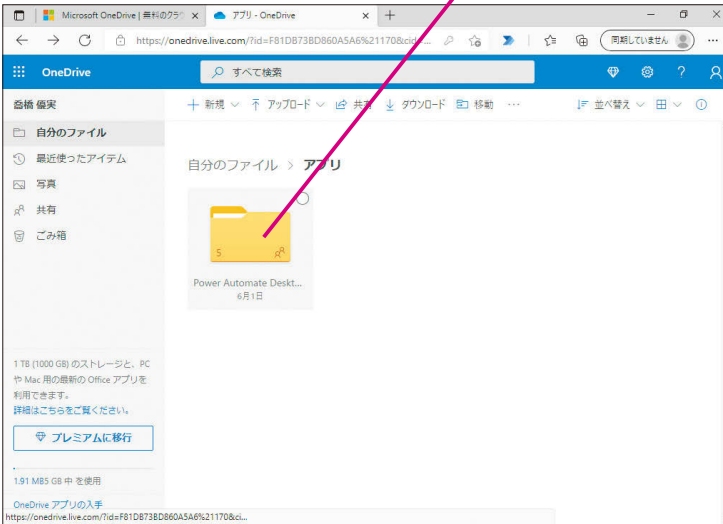 Microsoft OneDrive | 無料のクラウ
アプリ - OneDrive
https://onedrive.live.com/?id=F81DB73BD860A5A6%21170&cid...
同期していません
OneDrive
すべて検索
喬橋 優実
新規
アップロード
共有
ダウンロード
移動
並べ替え
自分のファイル
最近使ったアイテム
写真
共有
ごみ箱
自分のファイル > アプリ
5
Power Automate Deskt...
6月1日
1 TB (1000 GB) のストレージと、PC
や Mac 用の最新の Office アプリを
利用できます。
詳細はこちらをご覧ください。
プレミアムに移行
1.91 MB5 GB 中 を使用
OneDrive アプリの入手
https://onedrive.live.com/?id=F81DB73BD860A5A6%21170&ci...